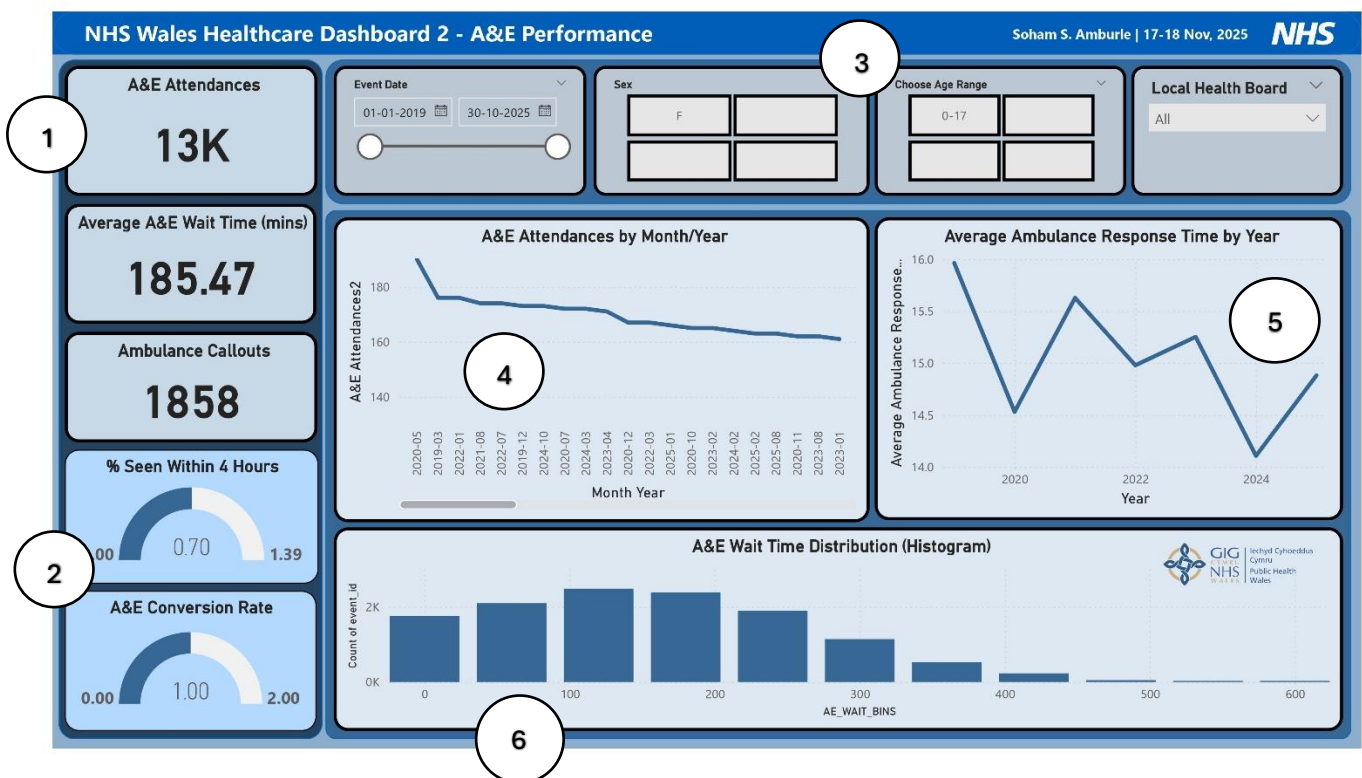 NHS Wales Healthcare Dashboard 2 - A&E Performance
Soham S. Amburle | 17-18 Nov, 2025
NHS
1
A&E Attendances
13K
Average A&E Wait Time (mins)
185.47
Ambulance Callouts
1858
2
% Seen Within 4 Hours
00
0.70
1.39
A&E Conversion Rate
0.00
1.00
2.00
3
Event Date
01-01-2019
30-10-2025
Sex
F
Choose Age Range
0-17
Local Health Board
All
A&E Attendances by Month/Year
A&E Attendances2
180
160
140
4
2020-05
2019-03
2022-01
2021-08
2022-07
2019-12
2024-10
2020-07
2024-03
2023-04
2020-12
2022-03
2025-01
2020-10
2023-02
2024-02
2025-02
2025-08
2020-11
2023-08
2023-01
Month Year
Average Ambulance Response Time by Year
Average Ambulance Response...
16.0
15.5
15.0
14.5
14.0
5
2020
2022
2024
Year
A&E Wait Time Distribution (Histogram)
GIG
CYMRU
NHS
WALES
Iechyd Cyhoeddus
Cymru
Public Health
Wales
Count of event_id
2K
0K
0
100
200
300
400
500
600
AE_WAIT_BINS
6